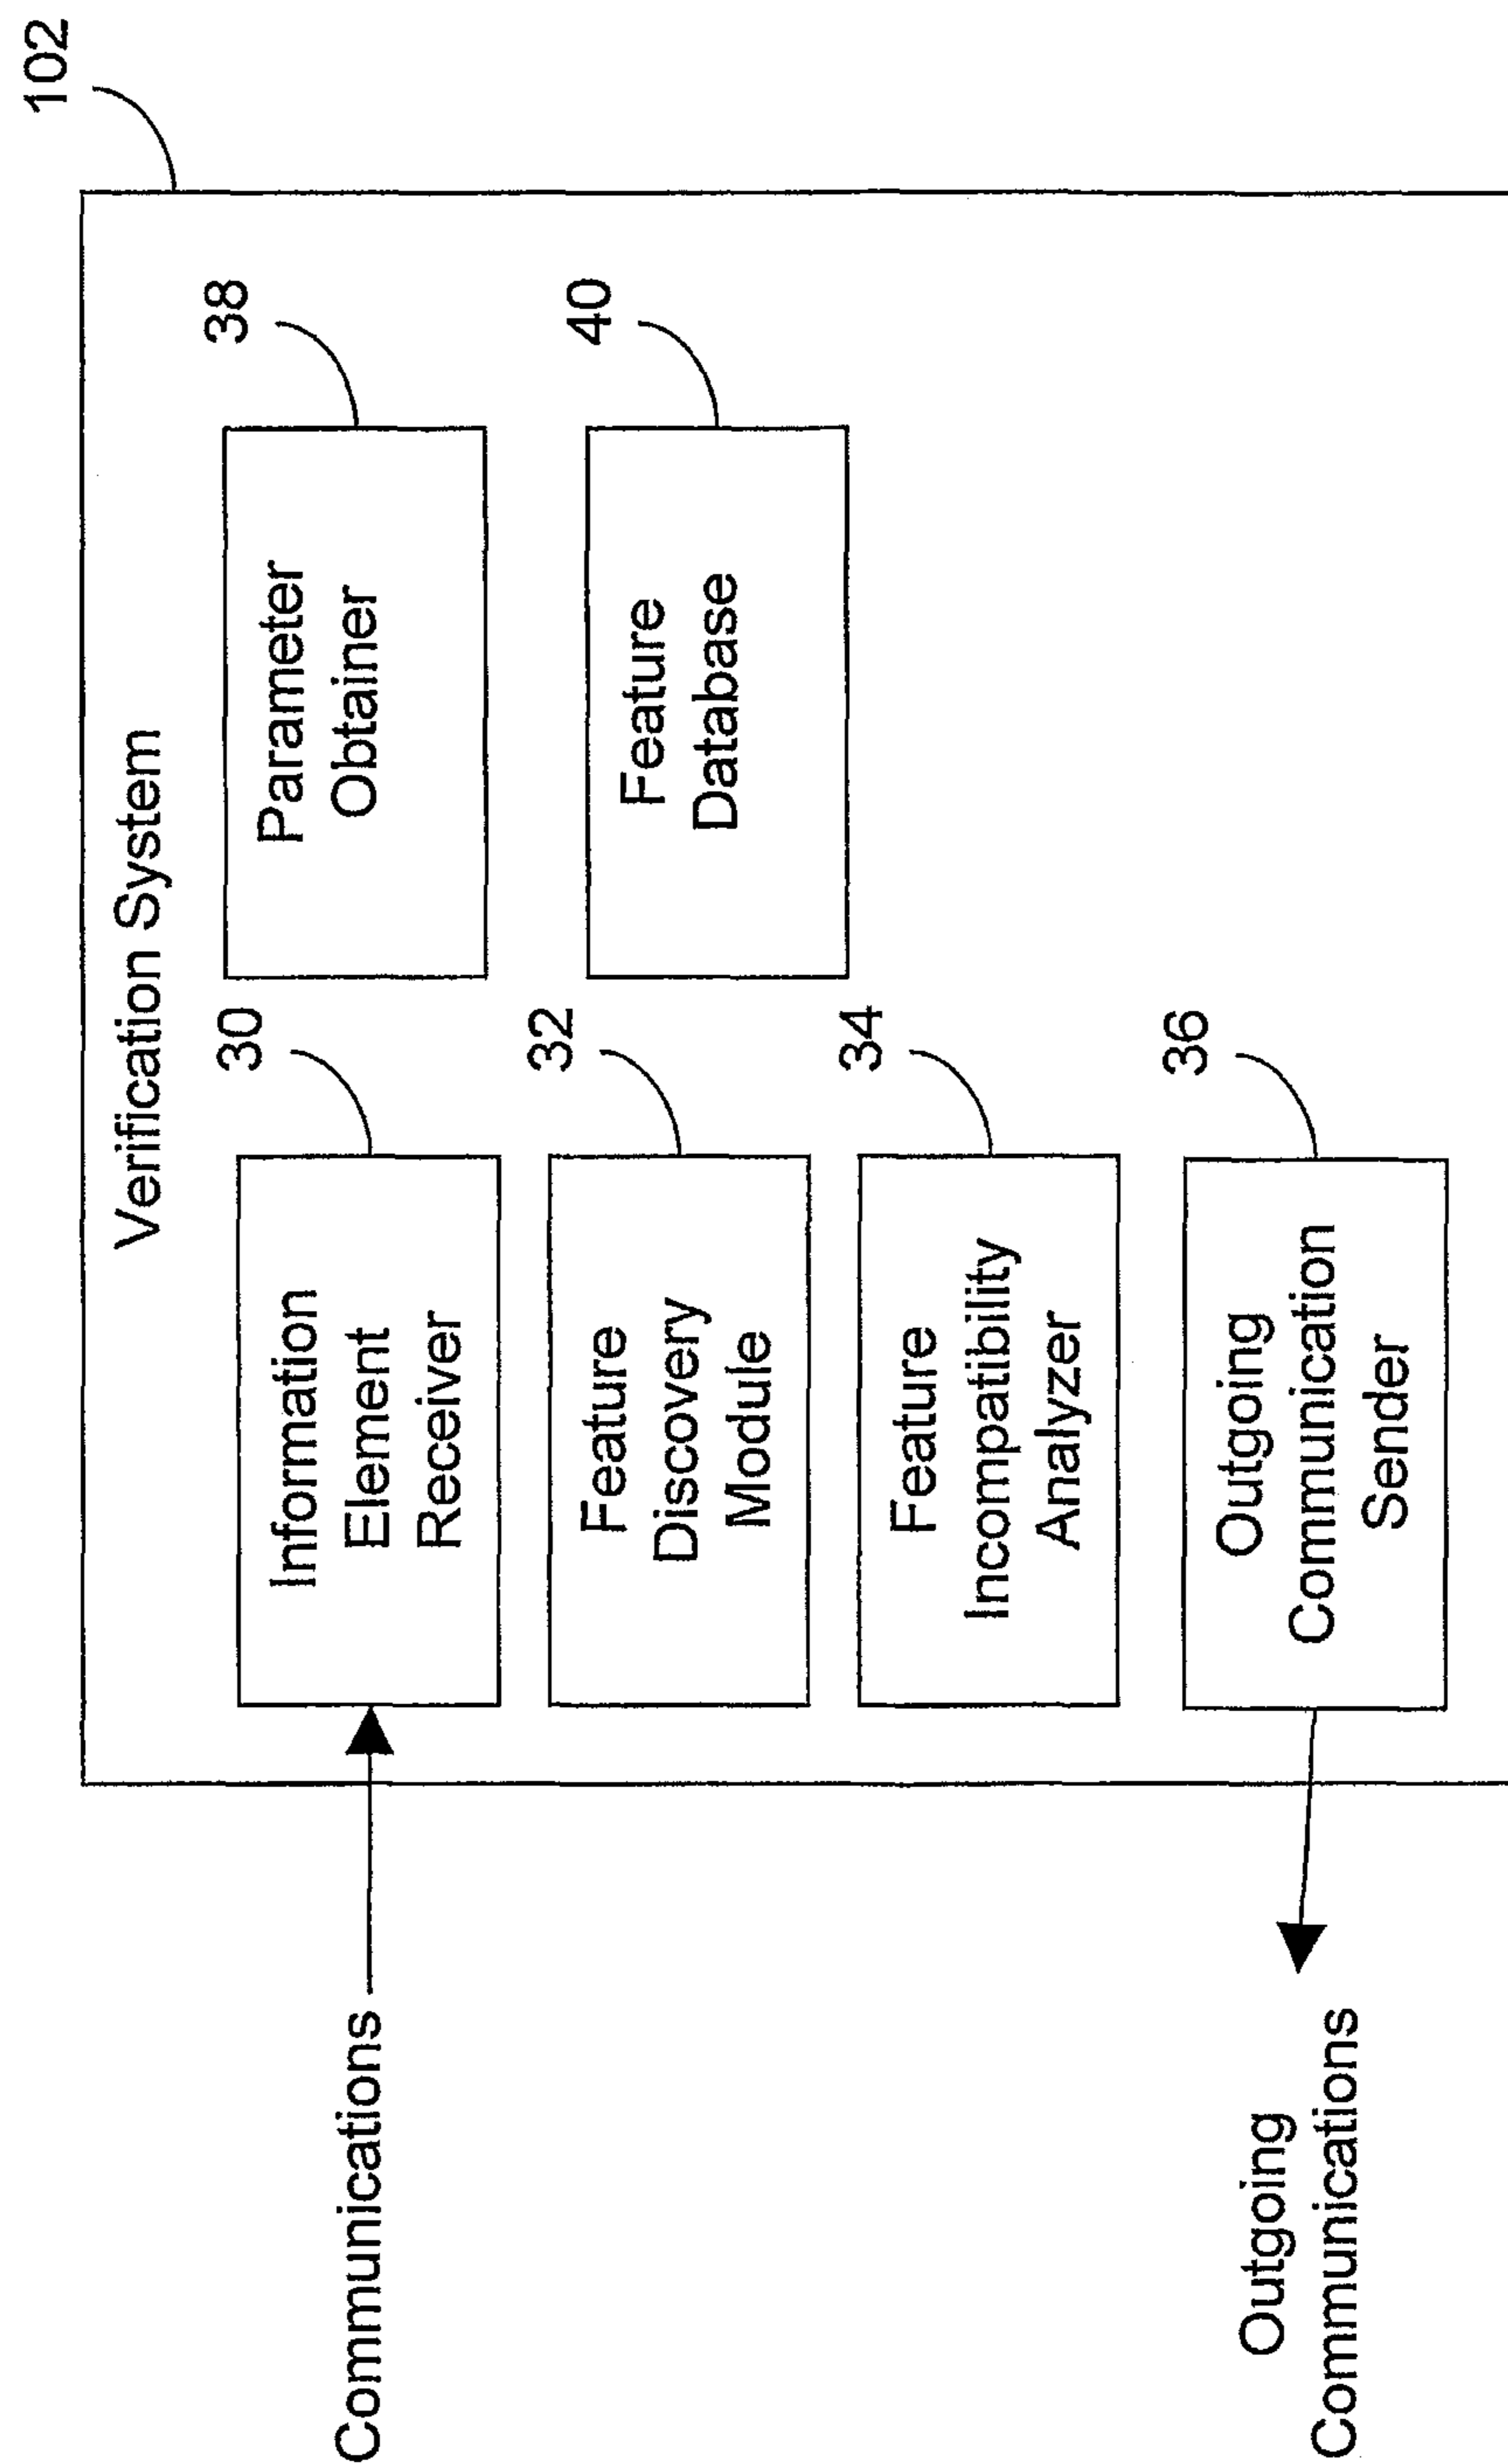 102
Verification System
Communications
30
Information
Element
Receiver
38
Parameter
Obtainer
32
Feature
Discovery
Module
40
Feature
Database
34
Feature
Incompatibility
Analyzer
36
Outgoing
Communication
Sender
Outgoing
Communications